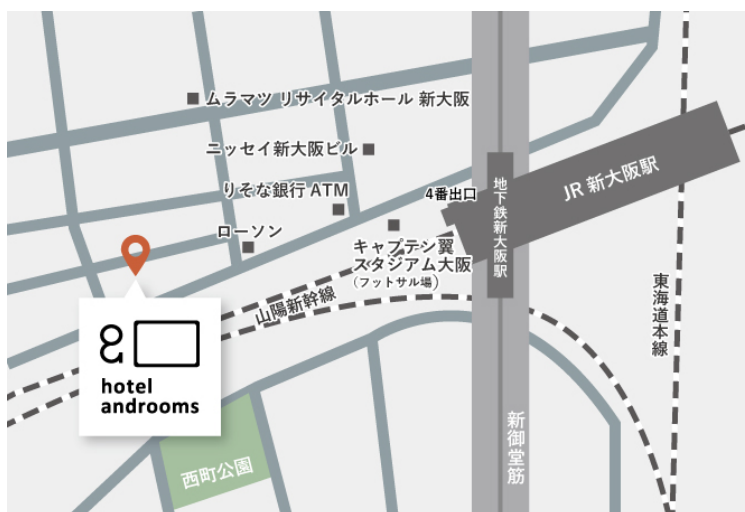 ムラマツ リサイタルホール 新大阪
ニッセイ新大阪ビル
りそな銀行 ATM
4番出口
地下鉄新大阪駅
JR 新大阪駅
ローソン
キャプテン翼
スタジアム大阪
(フットサル場)
山陽新幹線
東海道本線
hotel
androoms
新御堂筋
西町公園